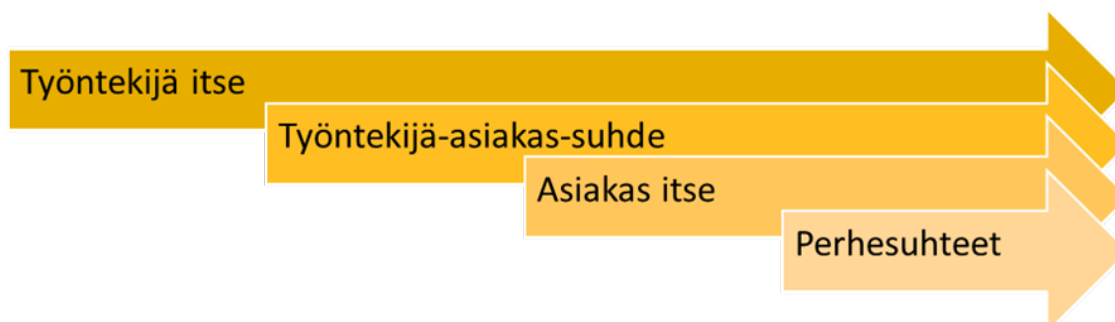 Työntekijä itse
Työntekijä-asiakas-suhde
Asiakas itse
Perhesuhteet